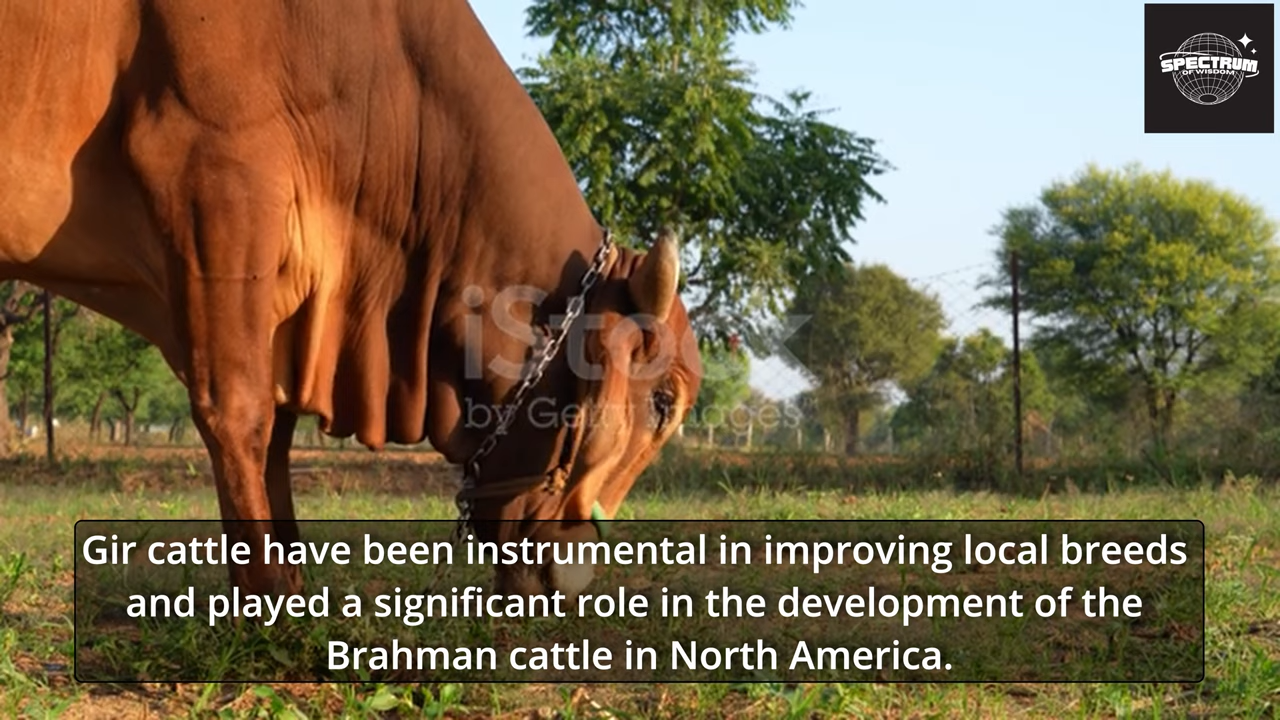 SPECTRUM
OF WISDOM
iStock
by Getty Images
Gir cattle have been instrumental in improving local breeds
and played a significant role in the development of the
Brahman cattle in North America.